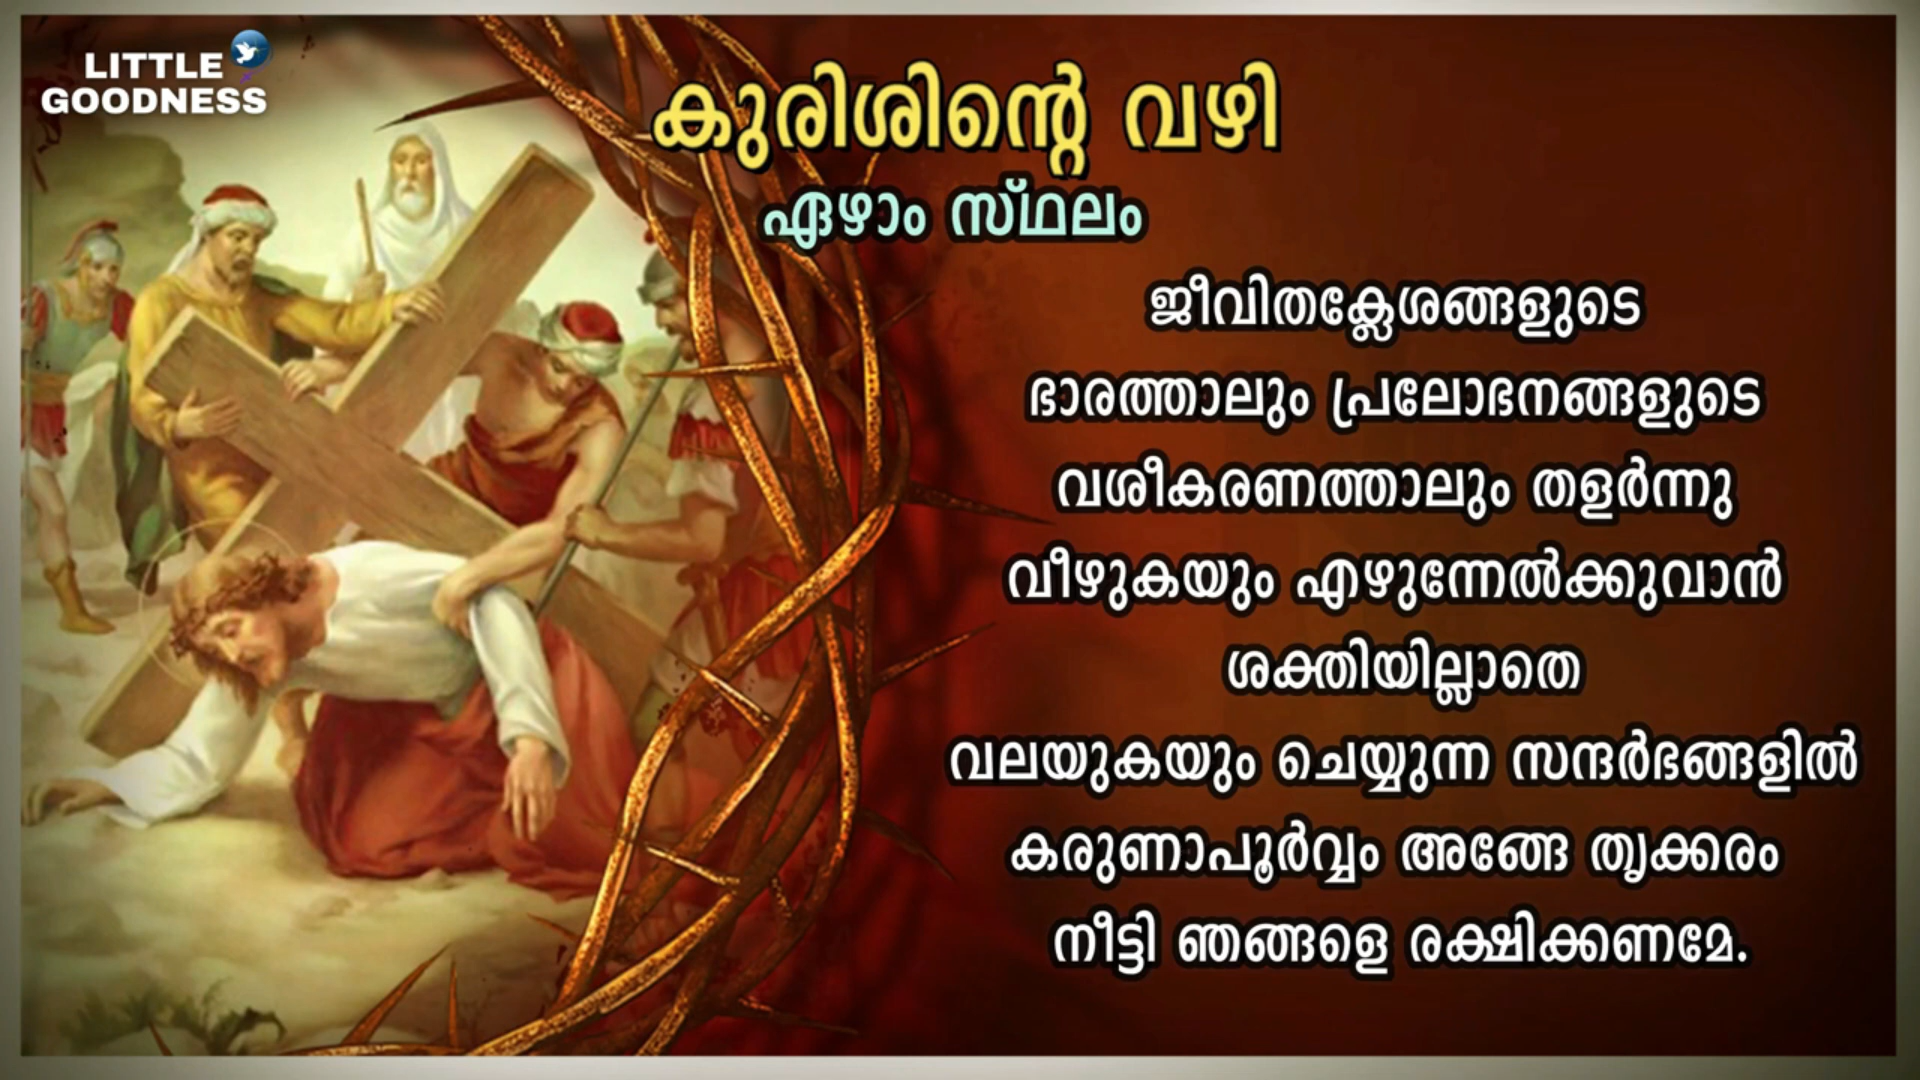 LITTLE
GOODNESS
കുരിശിന്റെ വഴി
ഏഴാം സ്ഥലം
ജീവിതക്ലേശങ്ങളുടെ
ഭാരത്താലും പ്രലോഭനങ്ങളുടെ
വശീകരണത്താലും തളർന്നു
വീഴുകയും എഴുന്നേൽക്കുവാൻ
ശക്തിയില്ലാതെ
വലയുകയും ചെയ്യുന്ന സന്ദർഭങ്ങളിൽ
കരുണാപൂർവ്വം അങ്ങേ തൃക്കരം
നീട്ടി ഞങ്ങളെ രക്ഷിക്കണമേ.